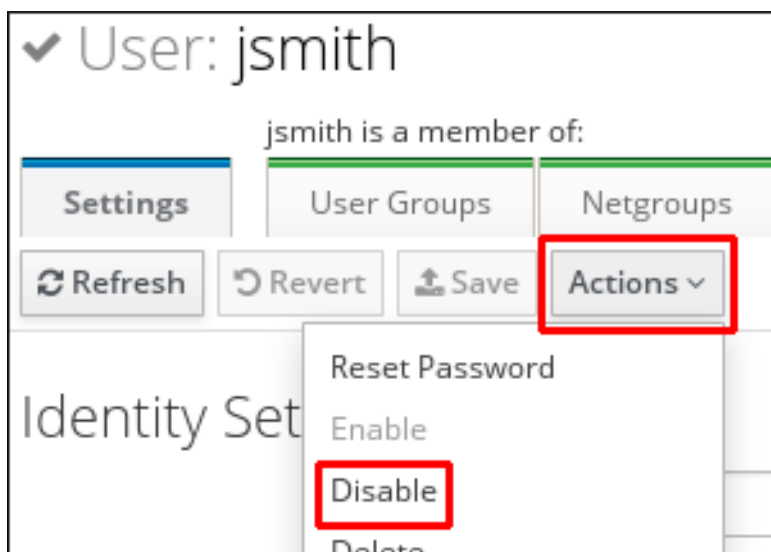 User: jsmith
jsmith is a member of:
Settings User Groups Netgroups
Refresh Revert Save Actions
Reset Password
Identity Set
Enable
Disable
Delete